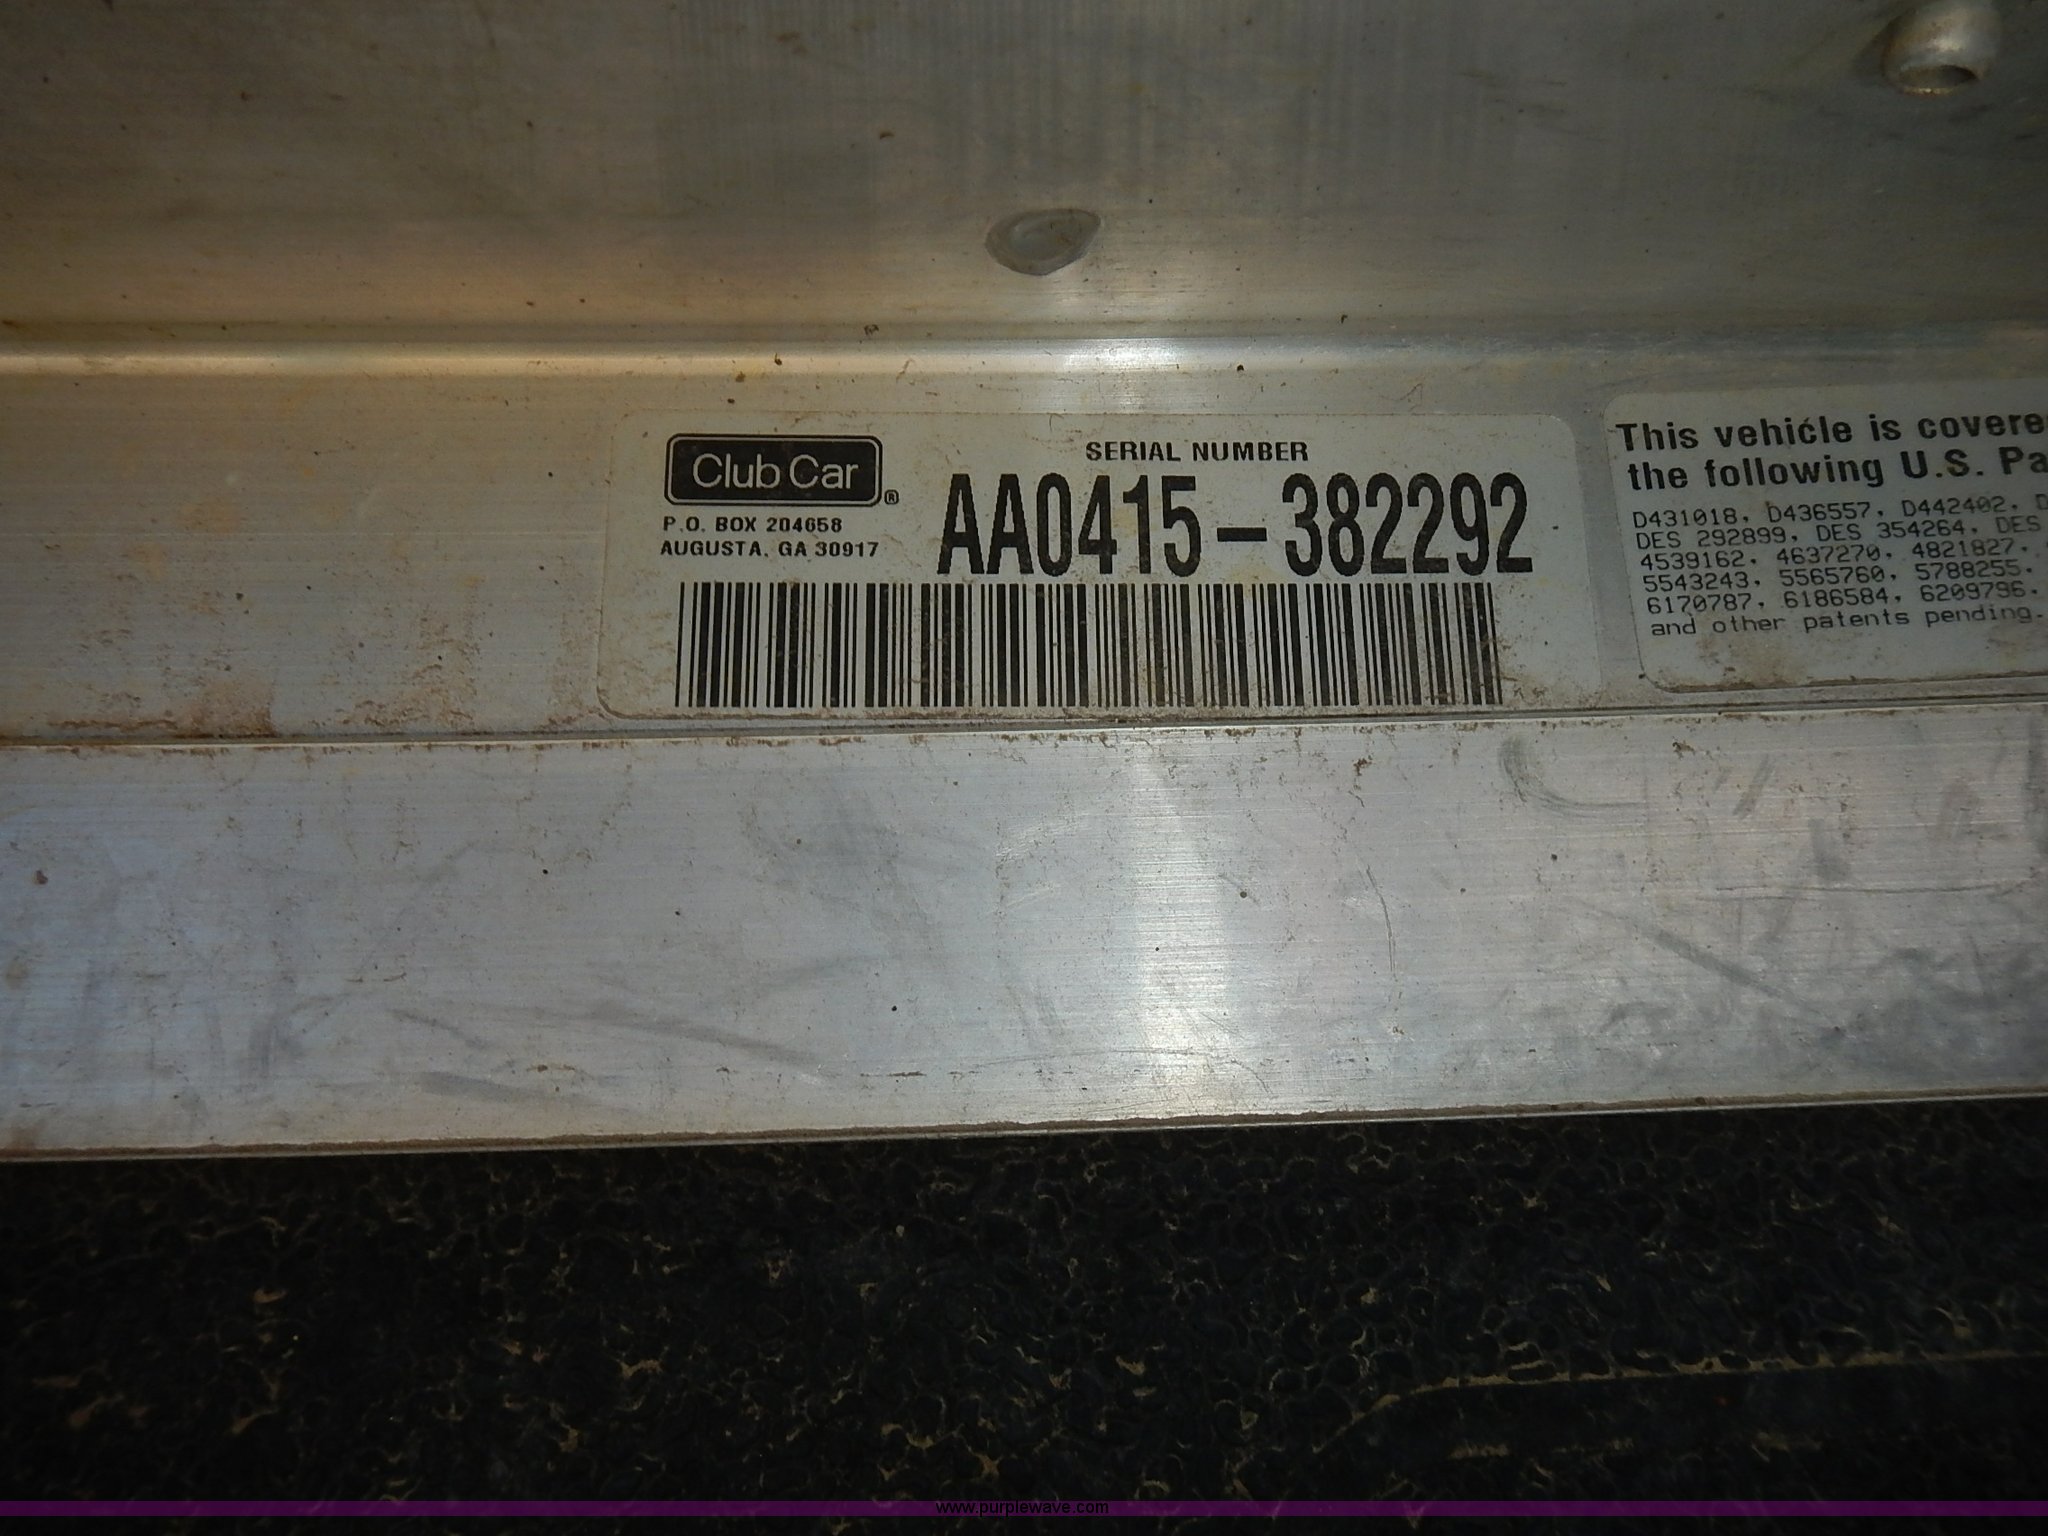 Club Car
®
P.O. BOX 204658
AUGUSTA, GA 30917
SERIAL NUMBER
AA0415-382292
This vehicle is covere
the following U.S. Pa
D431018, D436557, D442402, D
DES 292899, DES 354264, DES
4539162, 4637270, 4821827,
5543243, 5565760, 5788255,
6170787, 6186584, 6209796,
and other patents pending.
www.purplewave.com